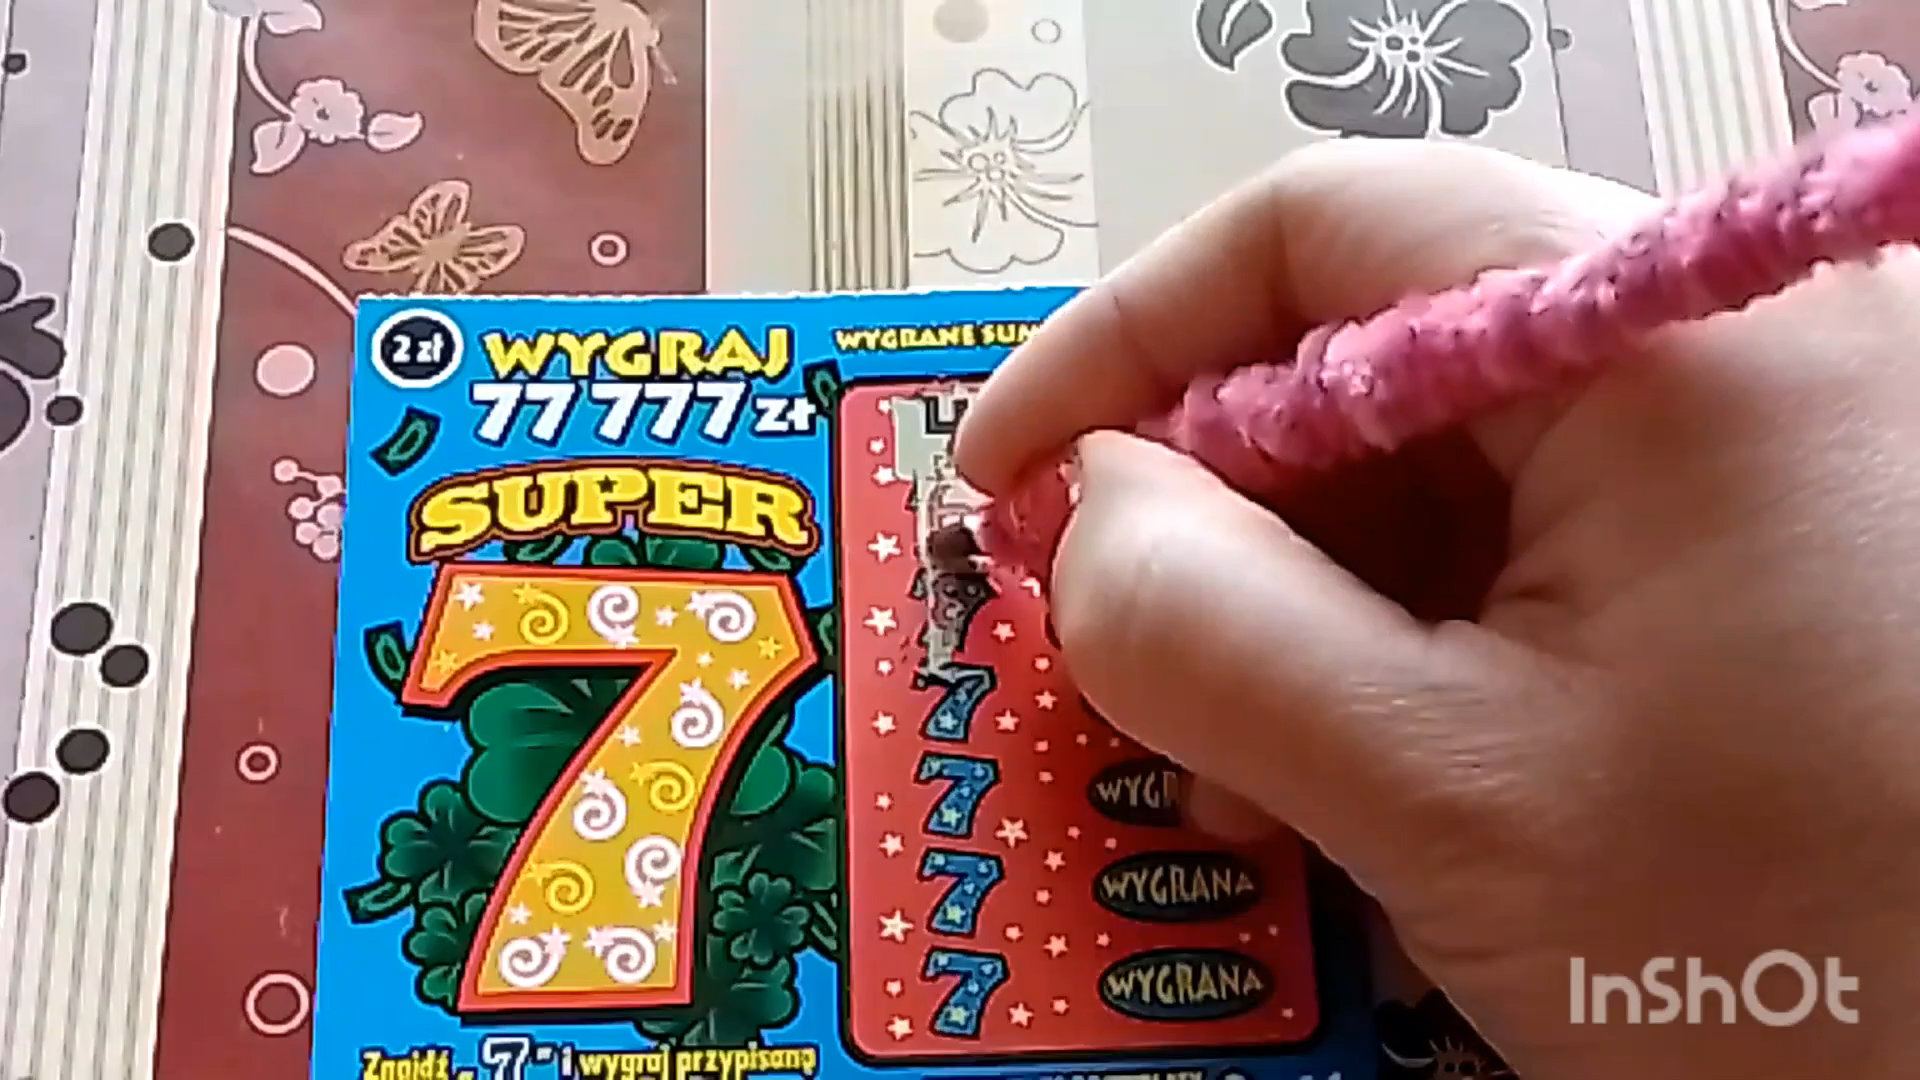 2 zł
WYGRAJ
77 777 zł
SUPER
7
Znajdź „7" i wygraj przypisaną
WYGRANE
7
7
7
7
WYGRANA
WYGRANA
InShOt